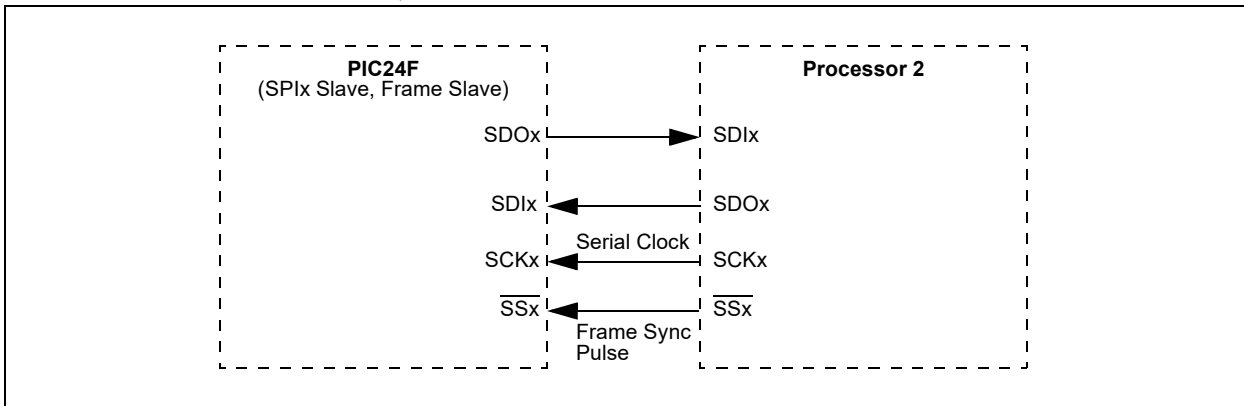 PIC24F
(SPIx Slave, Frame Slave)
Processor 2
SDOx
SDIx
SDIx
SDOx
Serial Clock
SCKx
SCKx
SSx
SSx
Frame Sync
Pulse